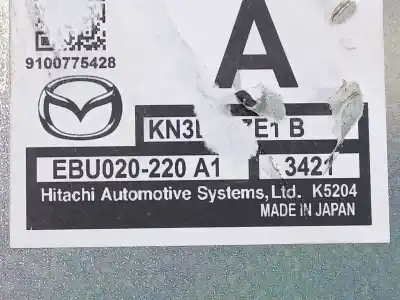 A
9100775428
B
EBU020-220 A1 3421
Hitachi Automotive Systems, Ltd. K5204
MADE IN JAPAN